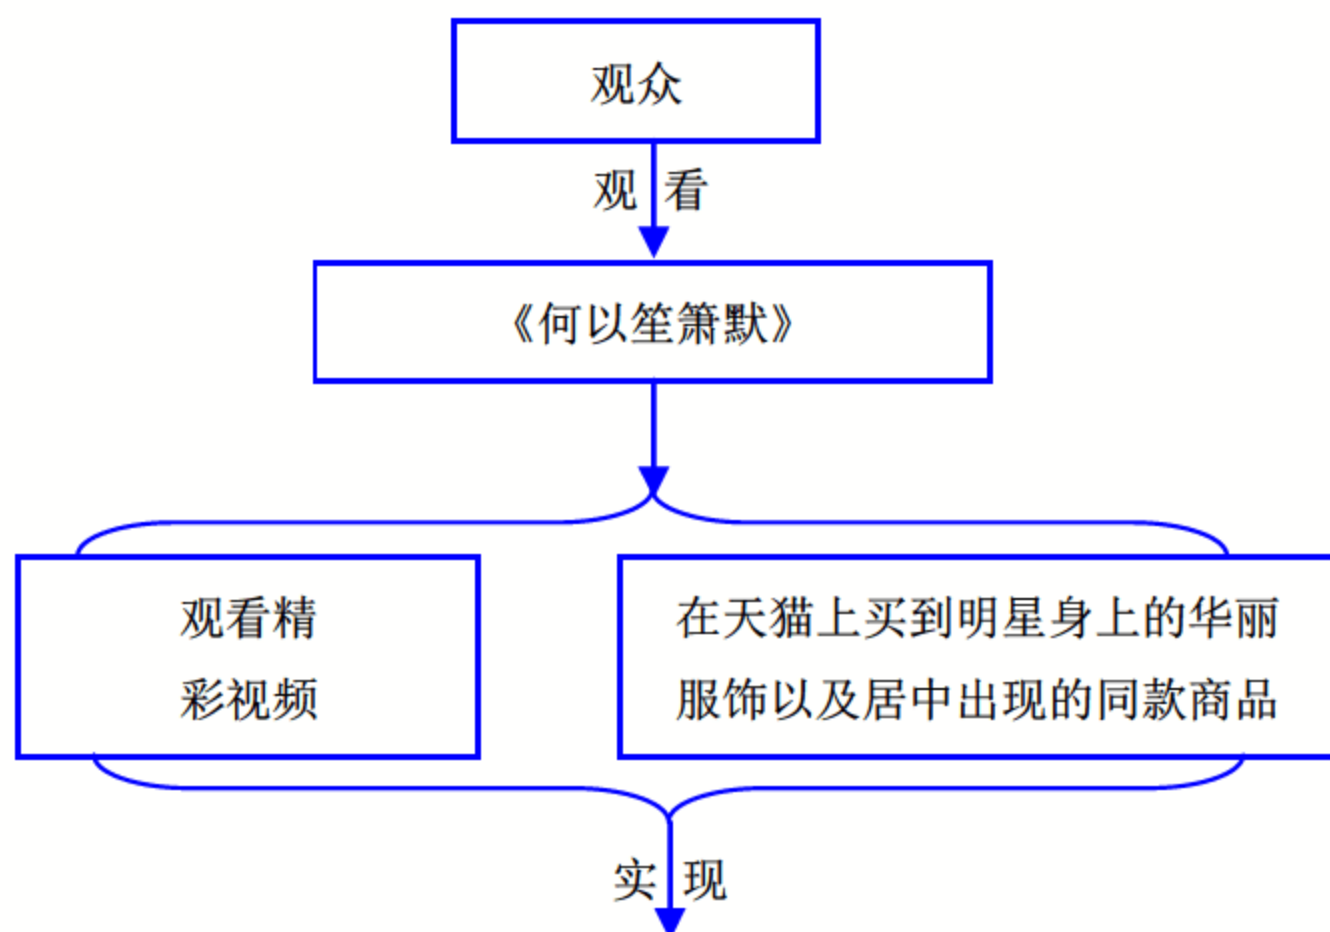 观众
观 看
《何以笙箫默》
观看精
彩视频
在天猫上买到明星身上的华丽
服饰以及居中出现的同款商品
实 现